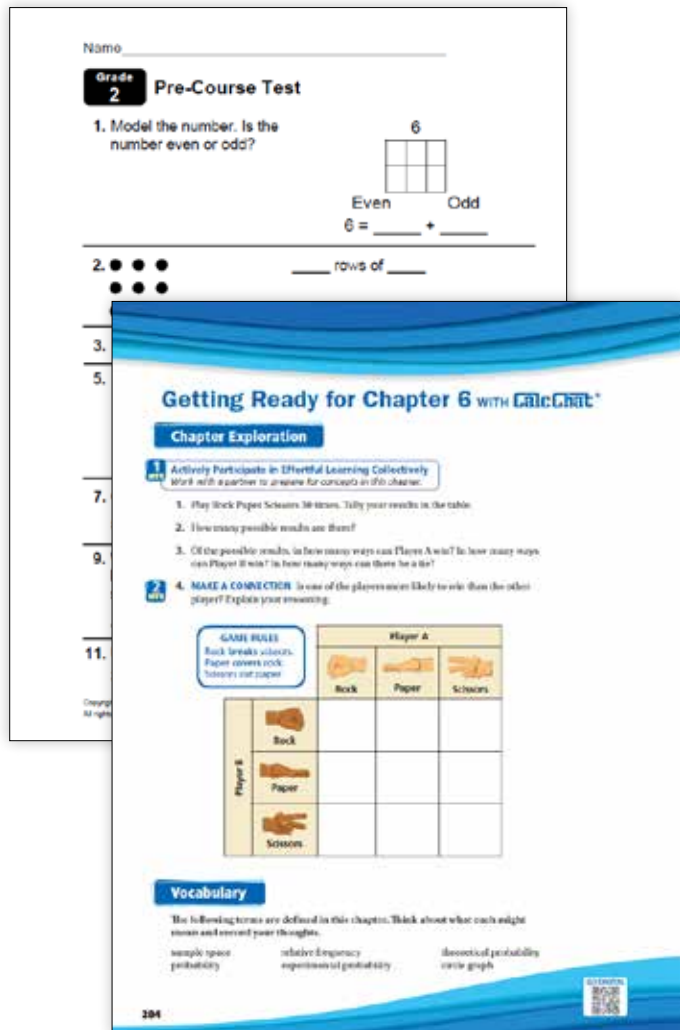 Name
Grade
2
Pre-Course Test
1. Model the number. Is the
number even or odd?
6
Even Odd
6 = _____ + _____
2.
____ rows of ____
3.
5.
7.
9.
11.
All rights
Getting Ready for Chapter 6 WITH CalcChat®
Chapter Exploration
1
Actively Participate in Effortful Learning Collectively
Work with a partner to prepare for concepts in this chapter.
1. Play Rock Paper Scissors 30 times. Tally your results in the table.
2. How many possible results are there?
3. Of the possible results, in how many ways can Player A win? In how many ways
can Player B win? In how many ways can there be a tie?
2
4. MAKE A CONNECTION Is one of the players more likely to win than the other
player? Explain your reasoning.
GAME RULES
Rock breaks scissors.
Paper covers rock.
Scissors cut paper.
Player A
Rock Paper Scissors
Player B
Rock
Paper
Scissors
Vocabulary
The following terms are defined in this chapter. Think about what each might
mean and record your thoughts.
sample space relative frequency theoretical probability
probability experimental probability circle graph
284